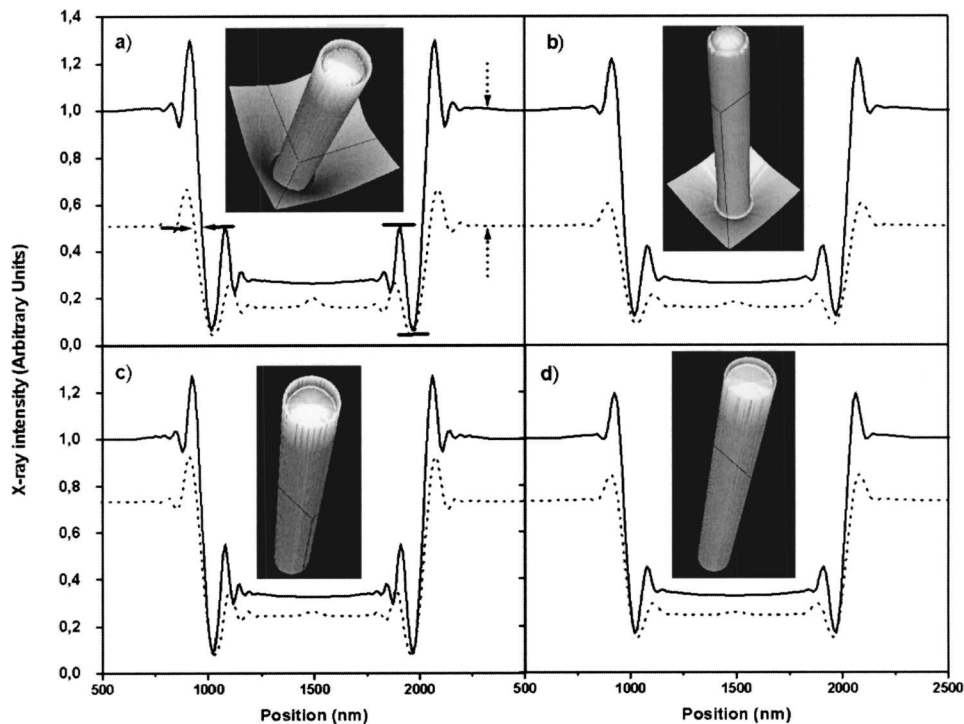 a)
b)
c)
d)
X-ray intensity (Arbitrary Units)
1,4
1,2
1,0
0,8
0,6
0,4
0,2
0,0
1,2
1,0
0,8
0,6
0,4
0,2
0,0
500 1000 1500 2000 500 1000 1500 2000 2500
Position (nm) Position (nm)